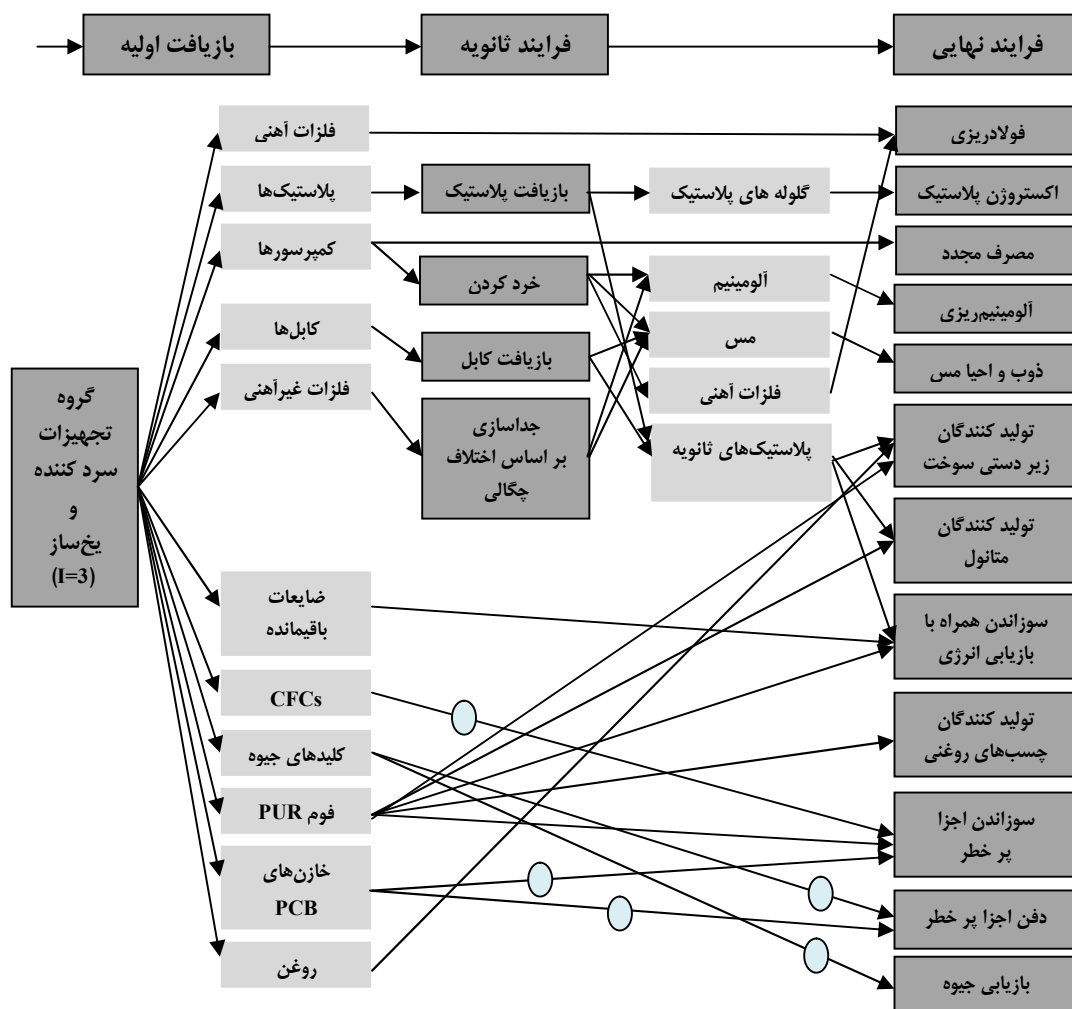 بازیافت اولیه
فرایند ثانویه
فرایند نهایی
گروه
تجهیزات
سرد کننده
و
یخ‌ساز
(I=3)
فلزات آهنی
پلاستیک‌ها
کمپرسورها
کابل‌ها
فلزات غیرآهنی
ضایعات
باقیمانده
CFCs
کلیدهای جیوه
فوم PUR
خازن‌های
PCB
روغن
بازیافت پلاستیک
خرد کردن
بازیافت کابل
جداسازی
بر اساس اختلاف
چگالی
گلوله های پلاستیک
آلومینیم
مس
فلزات آهنی
پلاستیک‌های ثانویه
فولادریزی
اکستروژن پلاستیک
مصرف مجدد
آلومینیم‌ریزی
ذوب و احیا مس
تولید کنندگان
زیر دستی سوخت
تولید کنندگان
متانول
سوزاندن همراه با
بازیابی انرژی
تولید کنندگان
چسب‌های روغنی
سوزاندن اجزا
پر خطر
دفن اجزا پر خطر
بازیابی جیوه